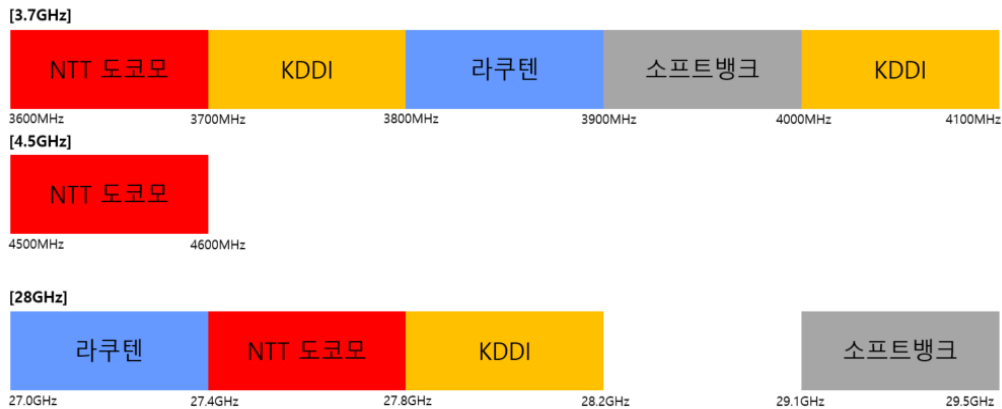 [3.7GHz]
NTT 도코모 KDDI 라쿠텐 소프트뱅크 KDDI
3600MHz 3700MHz 3800MHz 3900MHz 4000MHz 4100MHz
[4.5GHz]
NTT 도코모
4500MHz 4600MHz
[28GHz]
라쿠텐 NTT 도코모 KDDI 소프트뱅크
27.0GHz 27.4GHz 27.8GHz 28.2GHz 29.1GHz 29.5GHz